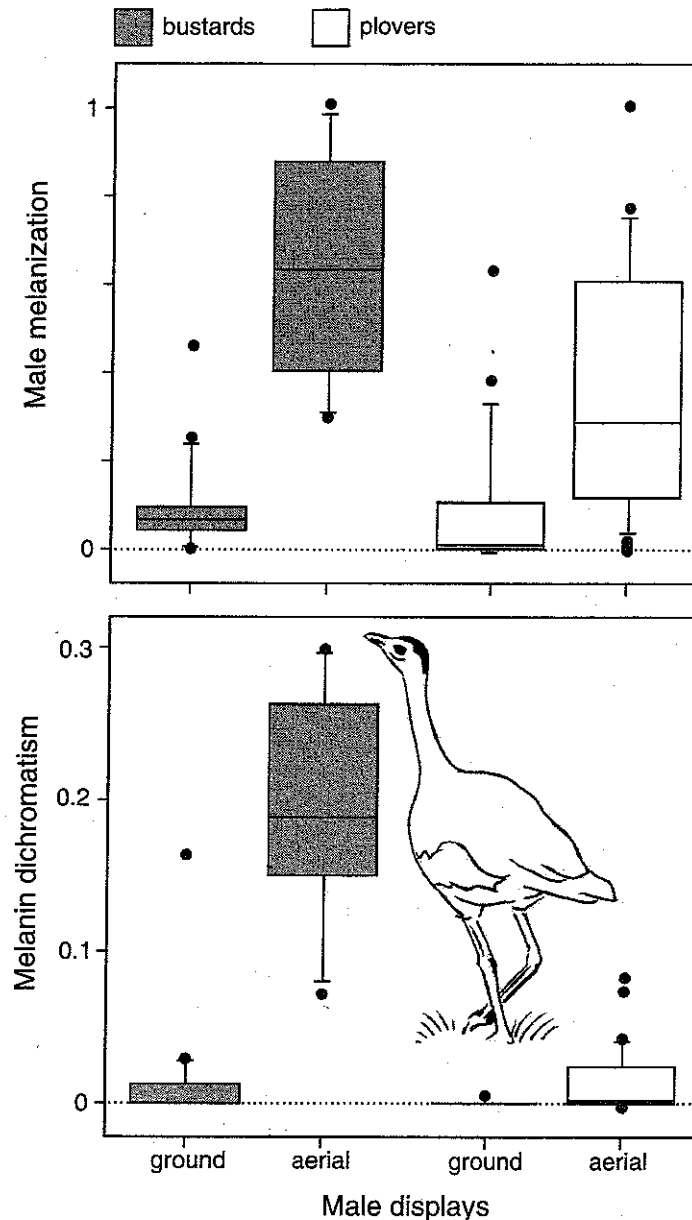 bustards plovers
Male melanization
1
0
Melanin dichromatism
0.3
0.2
0.1
0
ground aerial ground aerial
Male displays